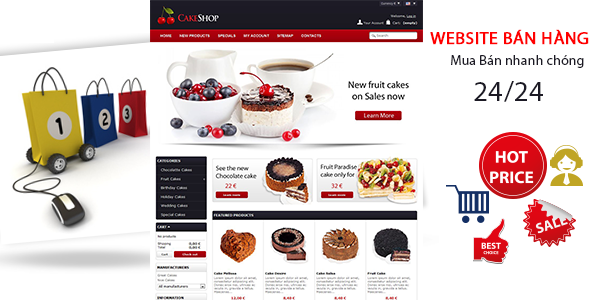 1
2
3
Currency €
Welcome, Log in
CAKESHOP
Your Account
Cart: (empty)
HOME NEW PRODUCTS SPECIALS MY ACCOUNT SITEMAP CONTACTS
Search
New fruit cakes
on Sales now
Learn More
CATEGORIES
Chocolate Cakes
Fruit Cakes
Birthday Cakes
Holiday Cakes
Wedding Cakes
Special Cakes
See the new
Chocolate cake
22 €
Fruit Paradise
cake only for
32 €
CART
No products
Shipping 0,00 €
Total 0,00 €
Cart
Check out
MANUFACTURERS
All manufacturers
INFORMATION
FEATURED PRODUCTS
Cake Melissa
Cake Desire
Cake Naisa
Fruit Cake
12,00 €
8,40 €
8,40 €
8,40 €
WEBSITE BÁN HÀNG
Mua Bán nhanh chóng
24/24
HOT
PRICE
SALE
BEST
CHOICE